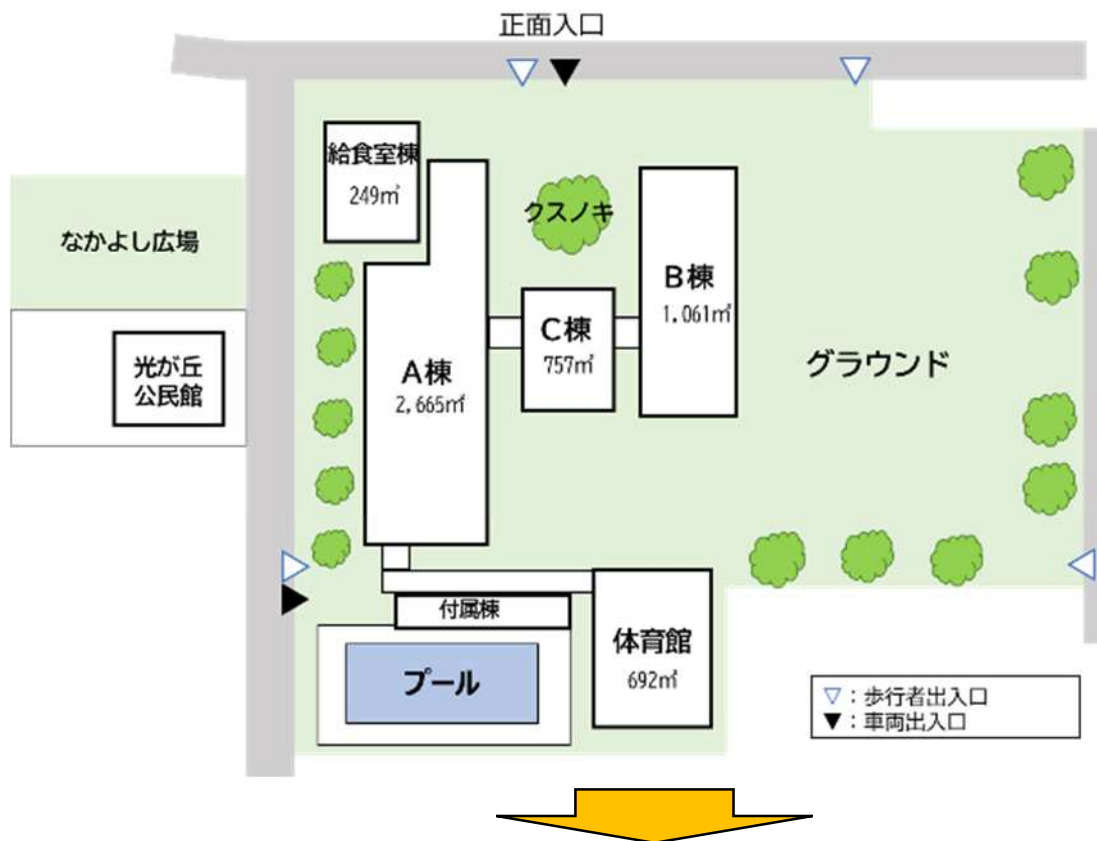 正面入口
給食室棟
249㎡
クスノキ
なかよし広場
B棟
1.061㎡
C棟
757㎡
グラウンド
光が丘
公民館
A棟
2,665㎡
付属棟
体育館
692㎡
プール
▽：歩行者出入口
▼：車両出入口